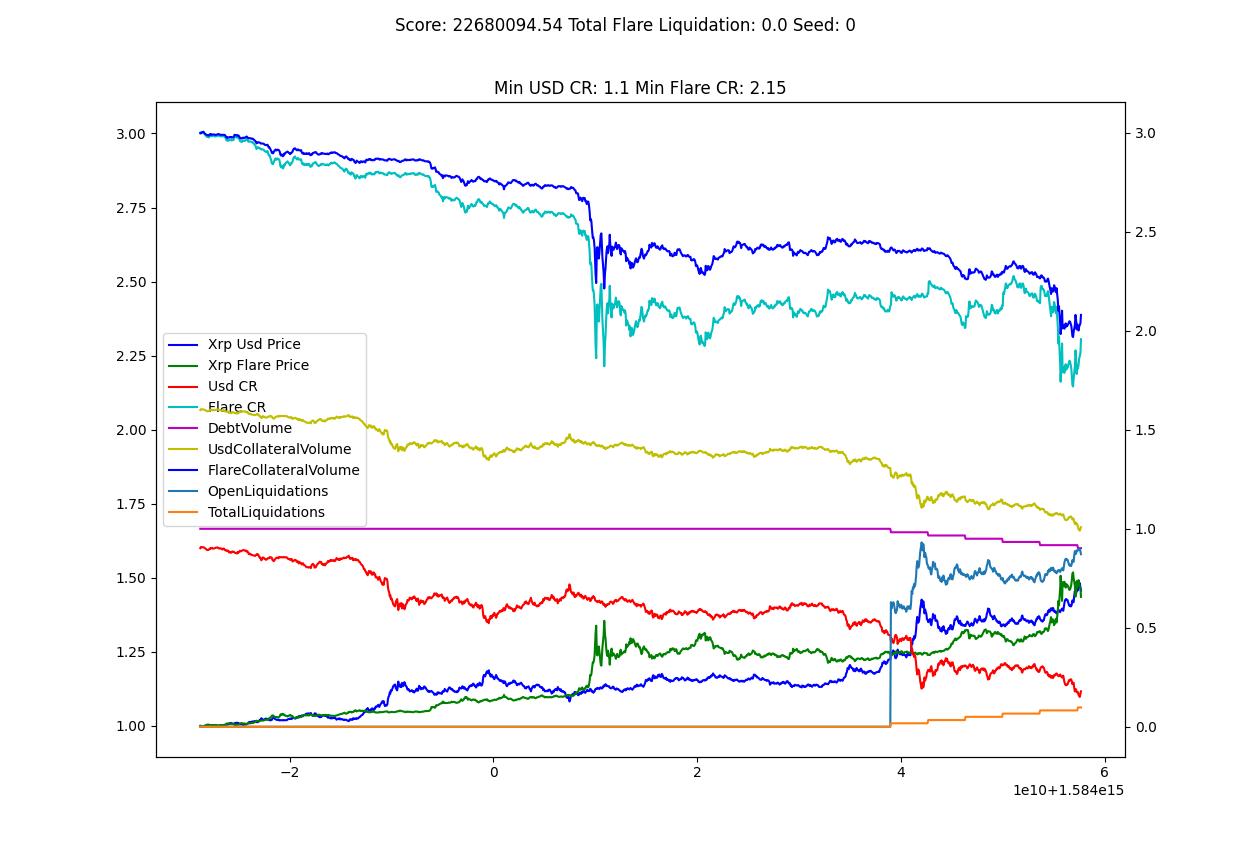 Score: 22680094.54 Total Flare Liquidation: 0.0 Seed: 0
Min USD CR: 1.1 Min Flare CR: 2.15
3.00
2.75
2.50
2.25
2.00
1.75
1.50
1.25
1.00
3.0
2.5
2.0
1.5
1.0
0.5
0.0
Xrp Usd Price
Xrp Flare Price
Usd CR
Flare CR
DebtVolume
UsdCollateralVolume
FlareCollateralVolume
OpenLiquidations
TotalLiquidations
−2 0 2 4 6
1e10+1.584e15